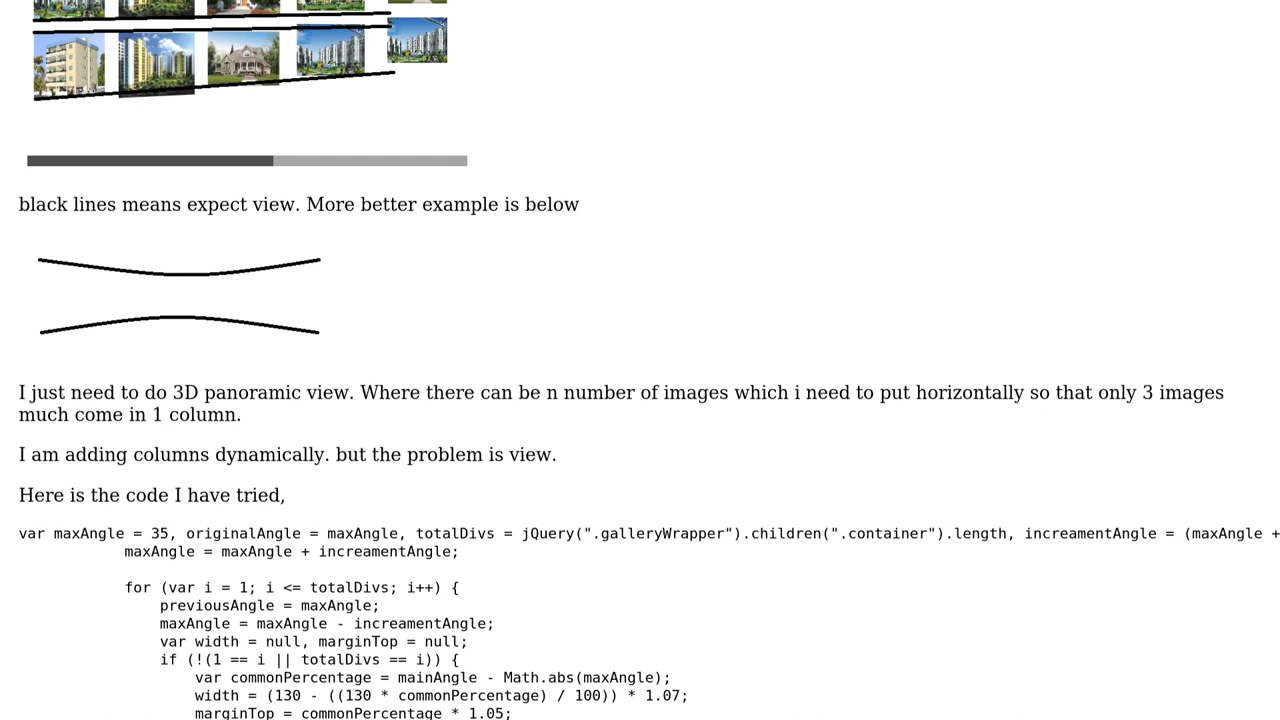 black lines means expect view. More better example is below
I just need to do 3D panoramic view. Where there can be n number of images which i need to put horizontally so that only 3 images
much come in 1 column.
I am adding columns dynamically. but the problem is view.
Here is the code I have tried,
var maxAngle = 35, originalAngle = maxAngle, totalDivs = jQuery(".galleryWrapper").children(".container").length, increamentAngle = (maxAngle +
maxAngle = maxAngle + increamentAngle;
for (var i = 1; i <= totalDivs; i++) {
previousAngle = maxAngle;
maxAngle = maxAngle - increamentAngle;
var width = null, marginTop = null;
if (!(1 == i || totalDivs == i)) {
var commonPercentage = mainAngle - Math.abs(maxAngle);
width = (130 - ((130 * commonPercentage) / 100)) * 1.07;
marginTop = commonPercentage * 1.05;